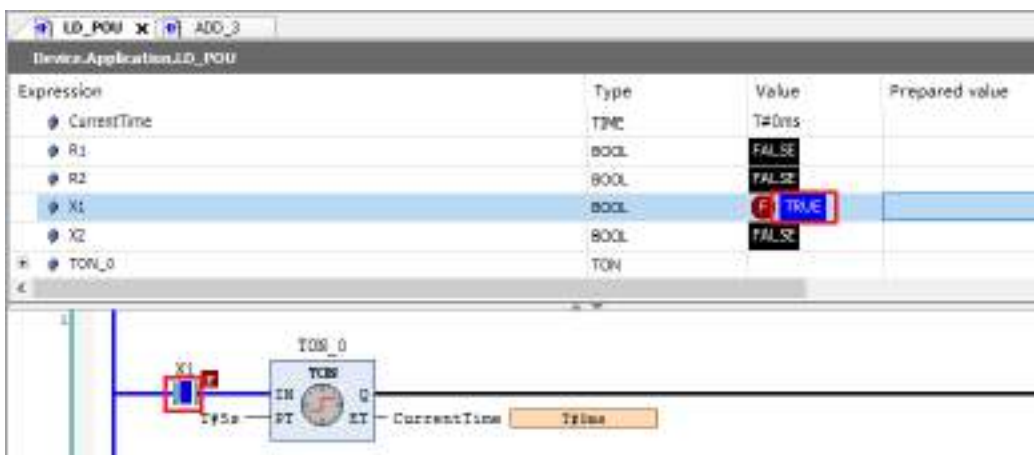 LD_POU ADD_3
Device.Application.LD_POU
Expression Type Value Prepared value
CurrentTime TIME T#0ms
R1 BOOL FALSE
R2 BOOL FALSE
X1 BOOL F TRUE
X2 BOOL FALSE
TON_0 TON
1
TON_0
X1 F TON
IN Q
T#5s PT ET CurrentTime T#0ms